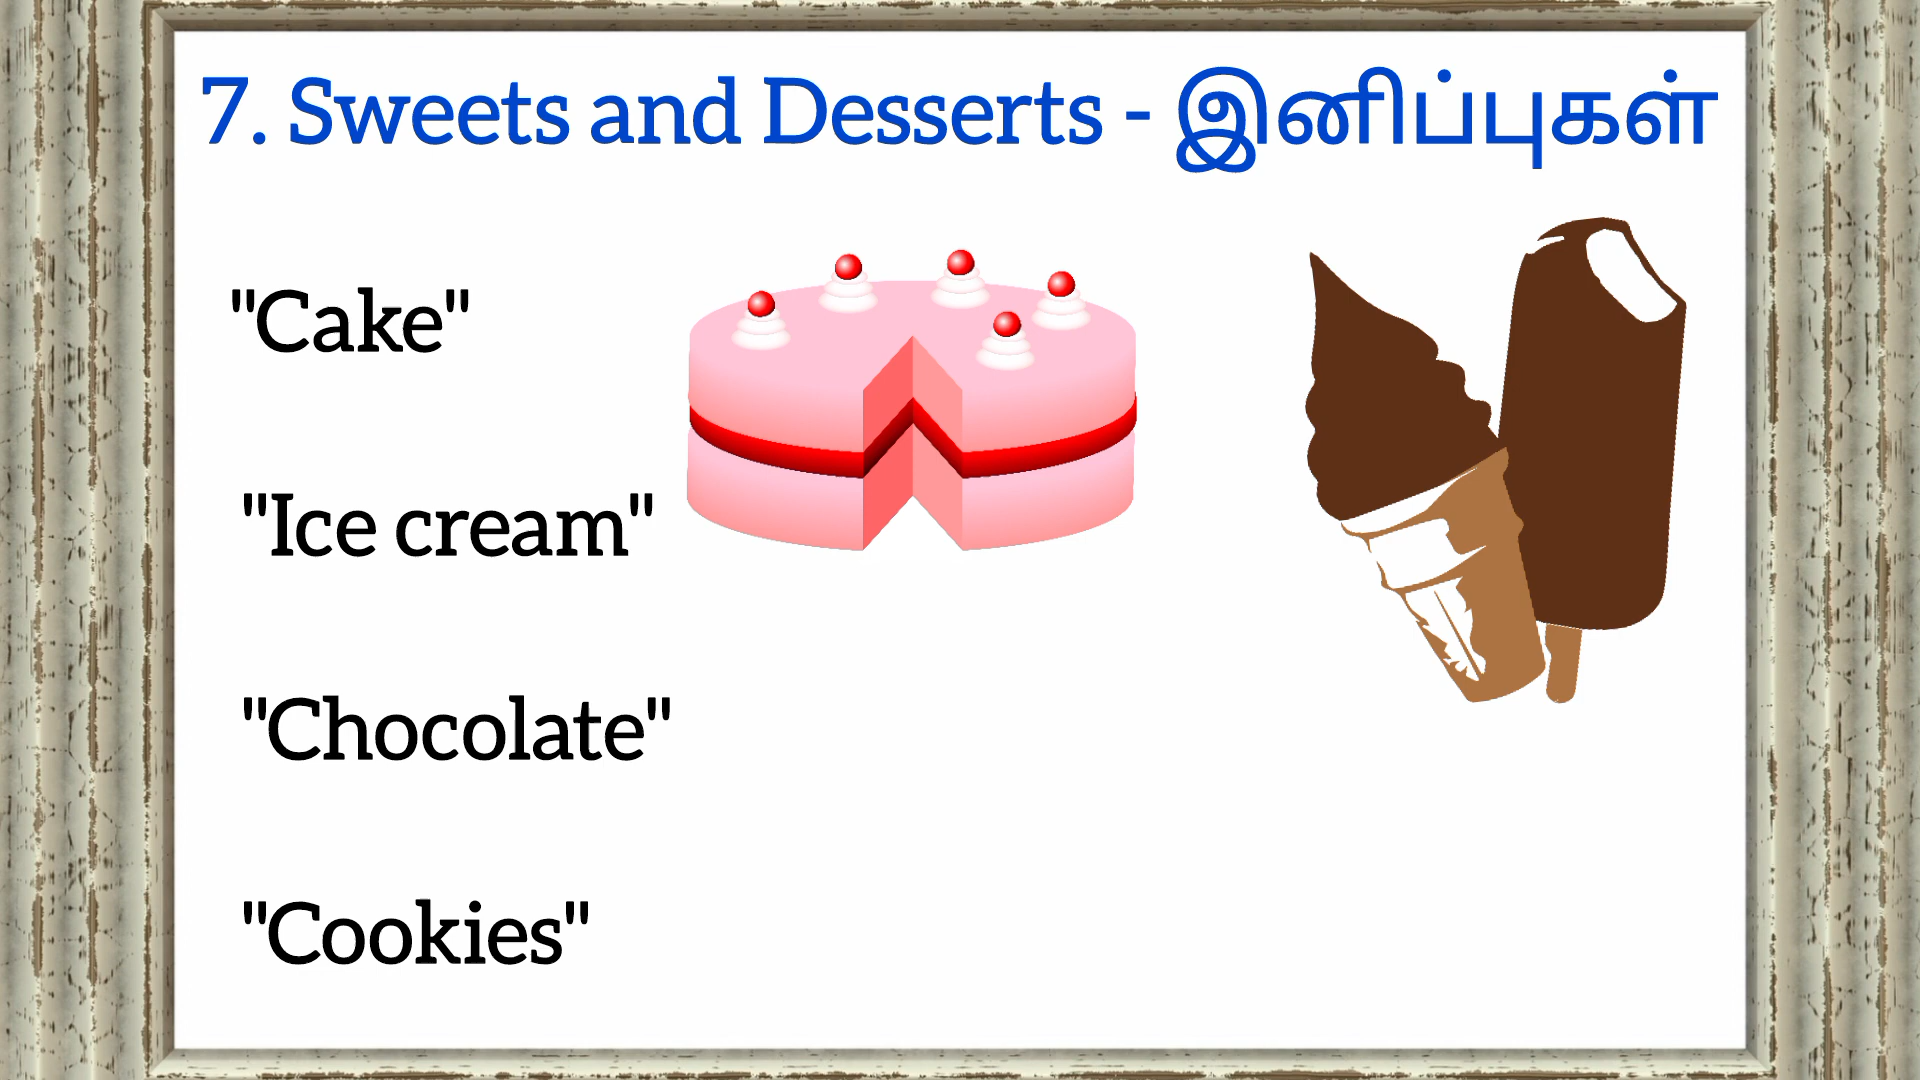 7. Sweets and Desserts - இனிப்புகள்
"Cake"
"Ice cream"
"Chocolate"
"Cookies"